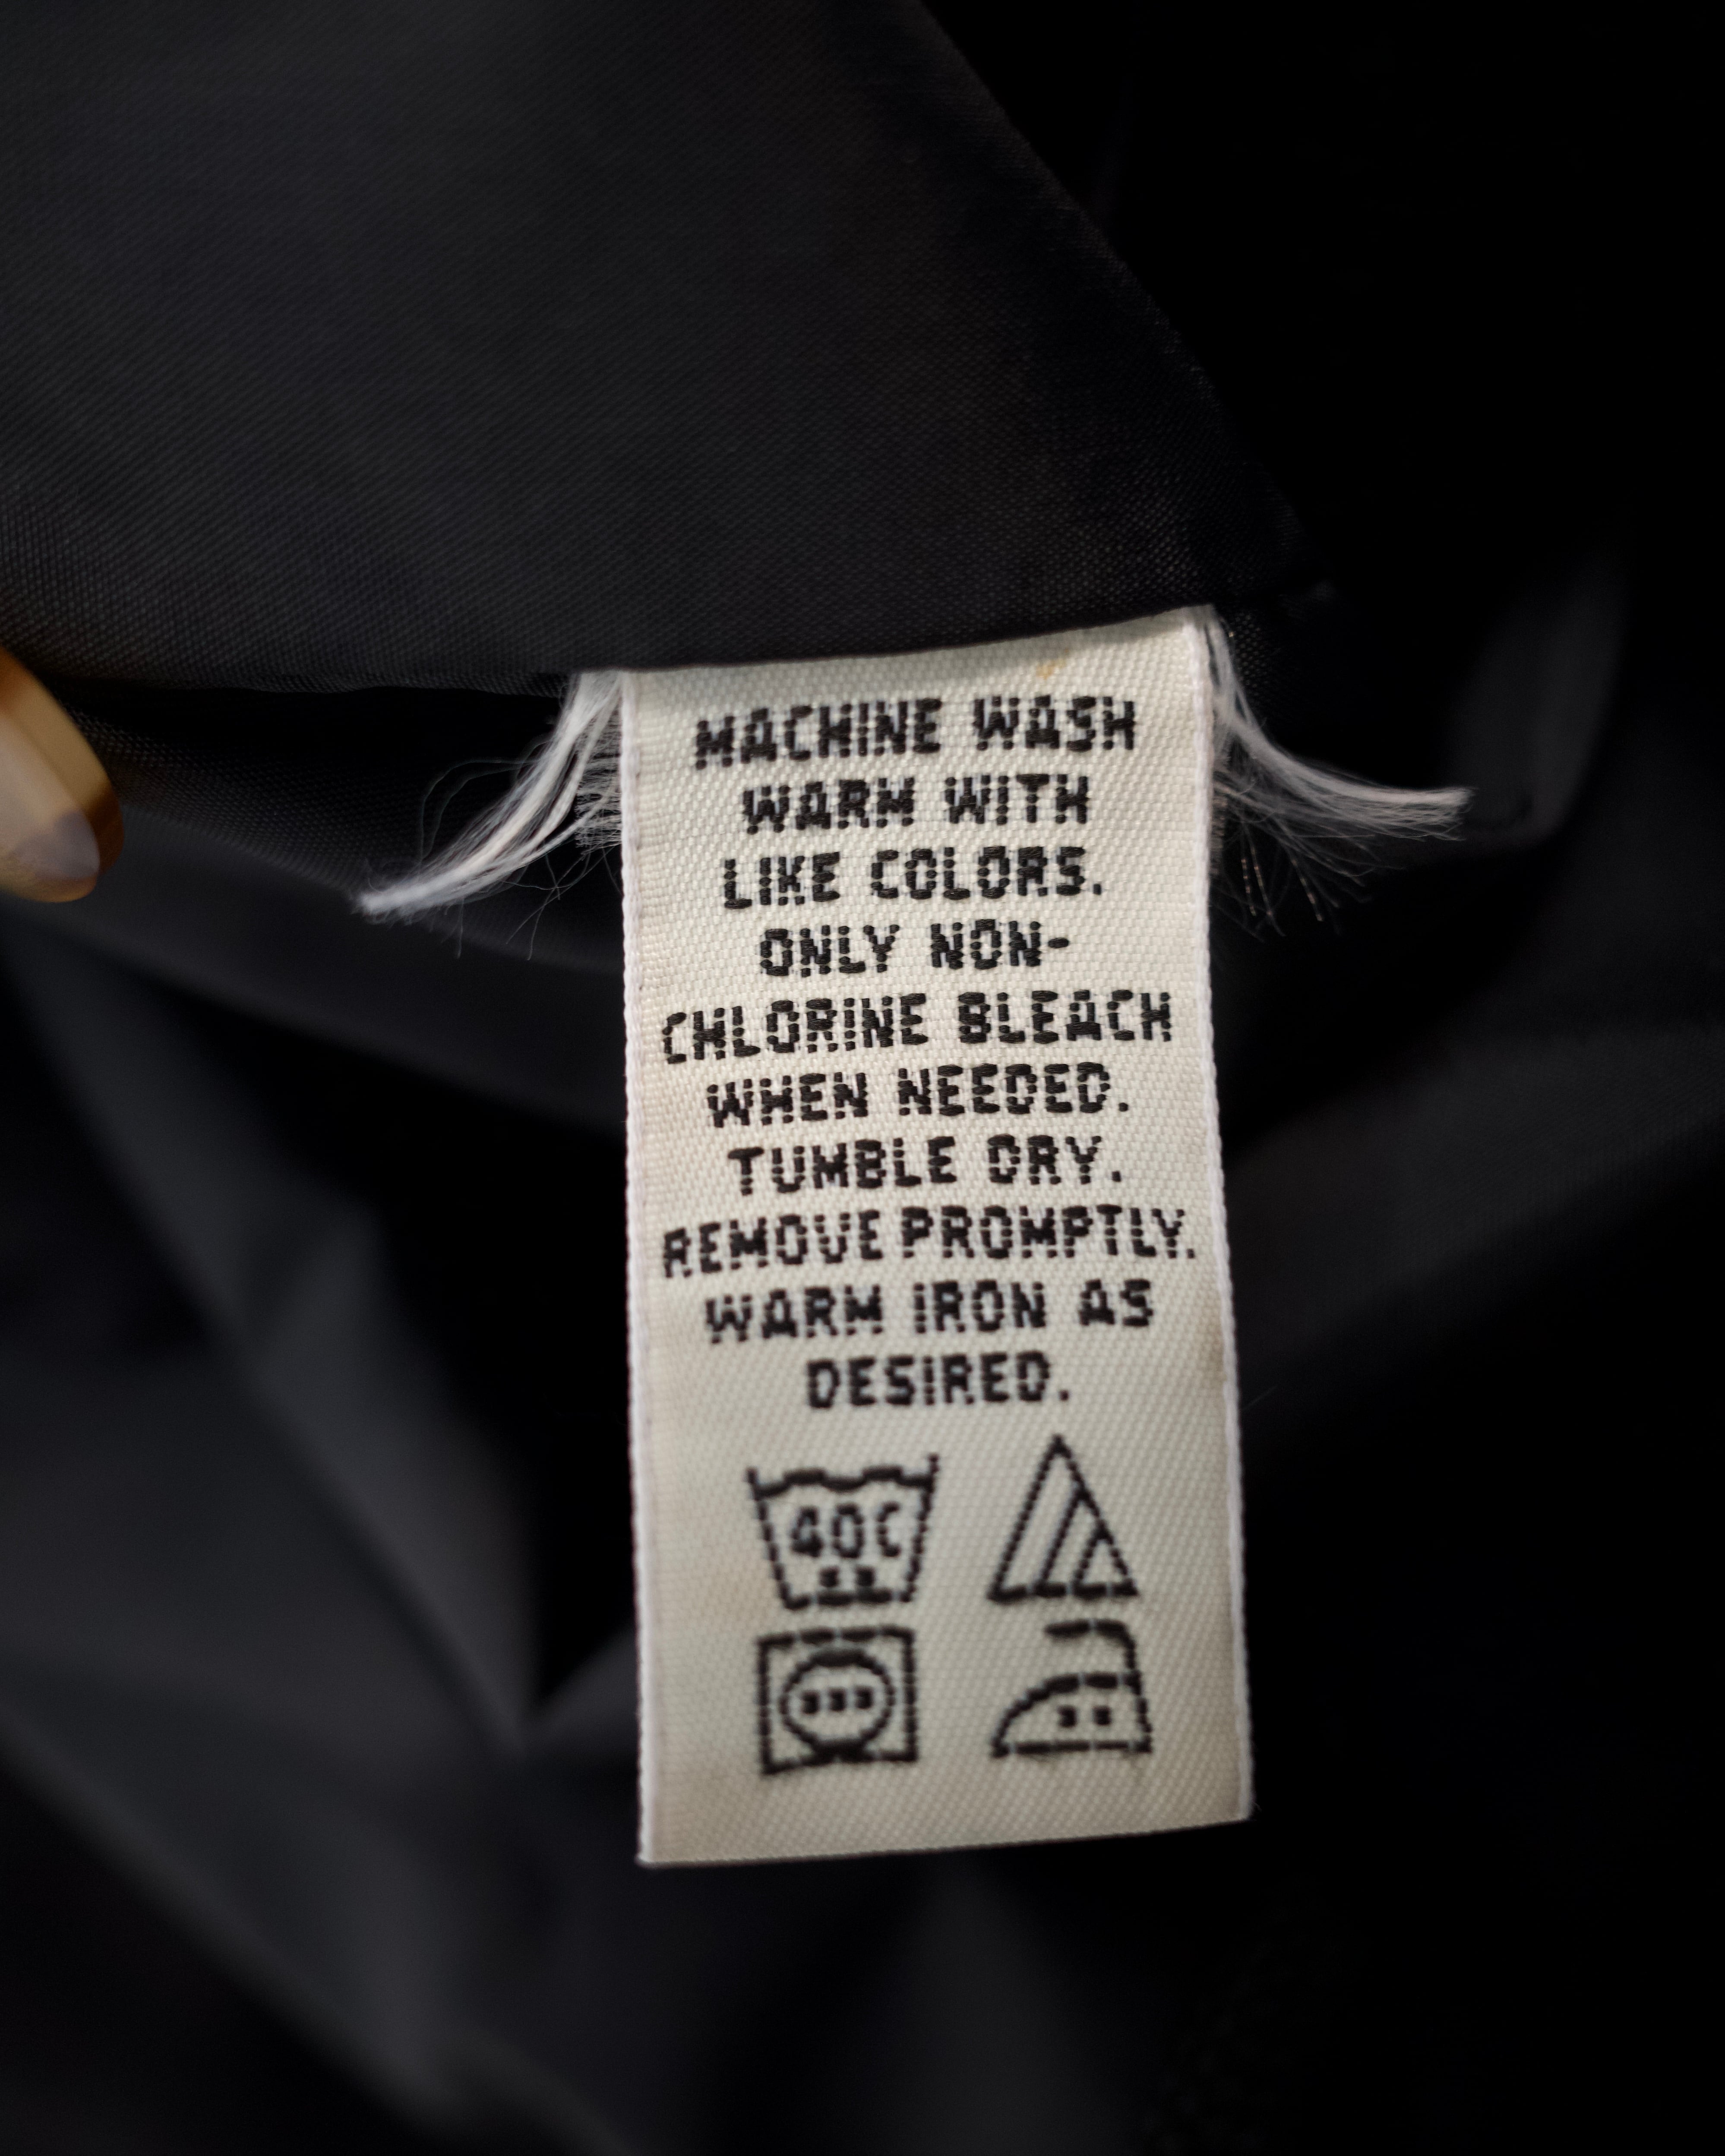 MACHINE WASH
WARM WITH
LIKE COLORS.
ONLY NON-
CHLORINE BLEACH
WHEN NEEDED.
TUMBLE DRY.
REMOVE PROMPTLY.
WARM IRON AS
DESIRED.
40C